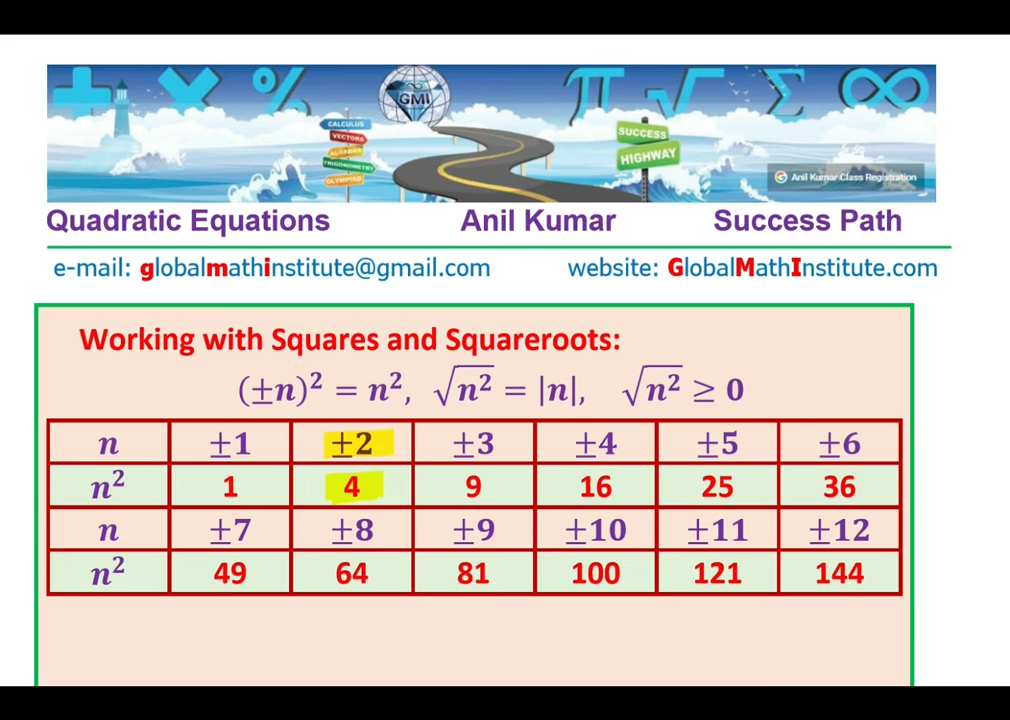 GMI
CALCULUS
VECTORS
ALGEBRA
TRIGONOMETRY
OLYMPIAD
SUCCESS
HIGHWAY
Anil Kumar Class Registration
Quadratic Equations Anil Kumar Success Path
e-mail: globalmathinstitute@gmail.com website: GlobalMathInstitute.com
Working with Squares and Squareroots:
(±n)² = n², √n² = |n|, √n² ≥ 0
n ±1 ±2 ±3 ±4 ±5 ±6
n² 1 4 9 16 25 36
n ±7 ±8 ±9 ±10 ±11 ±12
n² 49 64 81 100 121 144